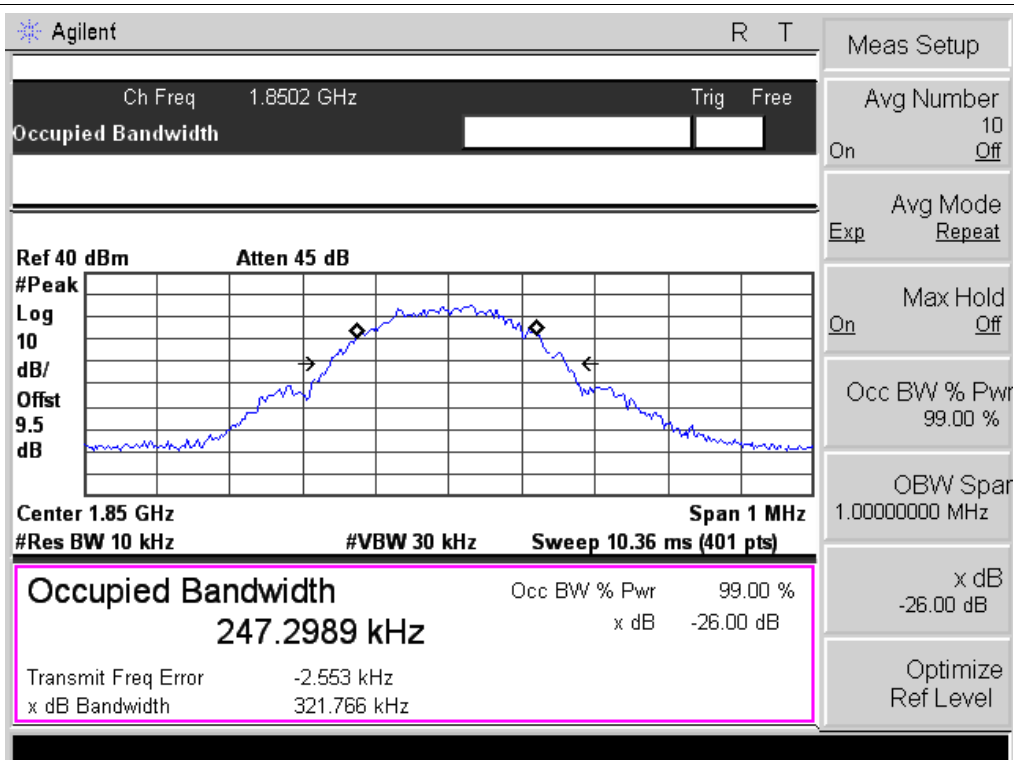 Agilent R T
Ch Freq 1.8502 GHz Trig Free
Occupied Bandwidth
Ref 40 dBm Atten 45 dB
#Peak
Log
10
dB/
Offst
9.5
dB
Center 1.85 GHz Span 1 MHz
#Res BW 10 kHz #VBW 30 kHz Sweep 10.36 ms (401 pts)
Occupied Bandwidth
247.2989 kHz
Occ BW % Pwr 99.00 %
x dB -26.00 dB
Transmit Freq Error -2.553 kHz
x dB Bandwidth 321.766 kHz
Meas Setup
Avg Number
10
On Off
Avg Mode
Exp Repeat
Max Hold
On Off
Occ BW % Pwr
99.00 %
OBW Span
1.00000000 MHz
x dB
-26.00 dB
Optimize
Ref Level